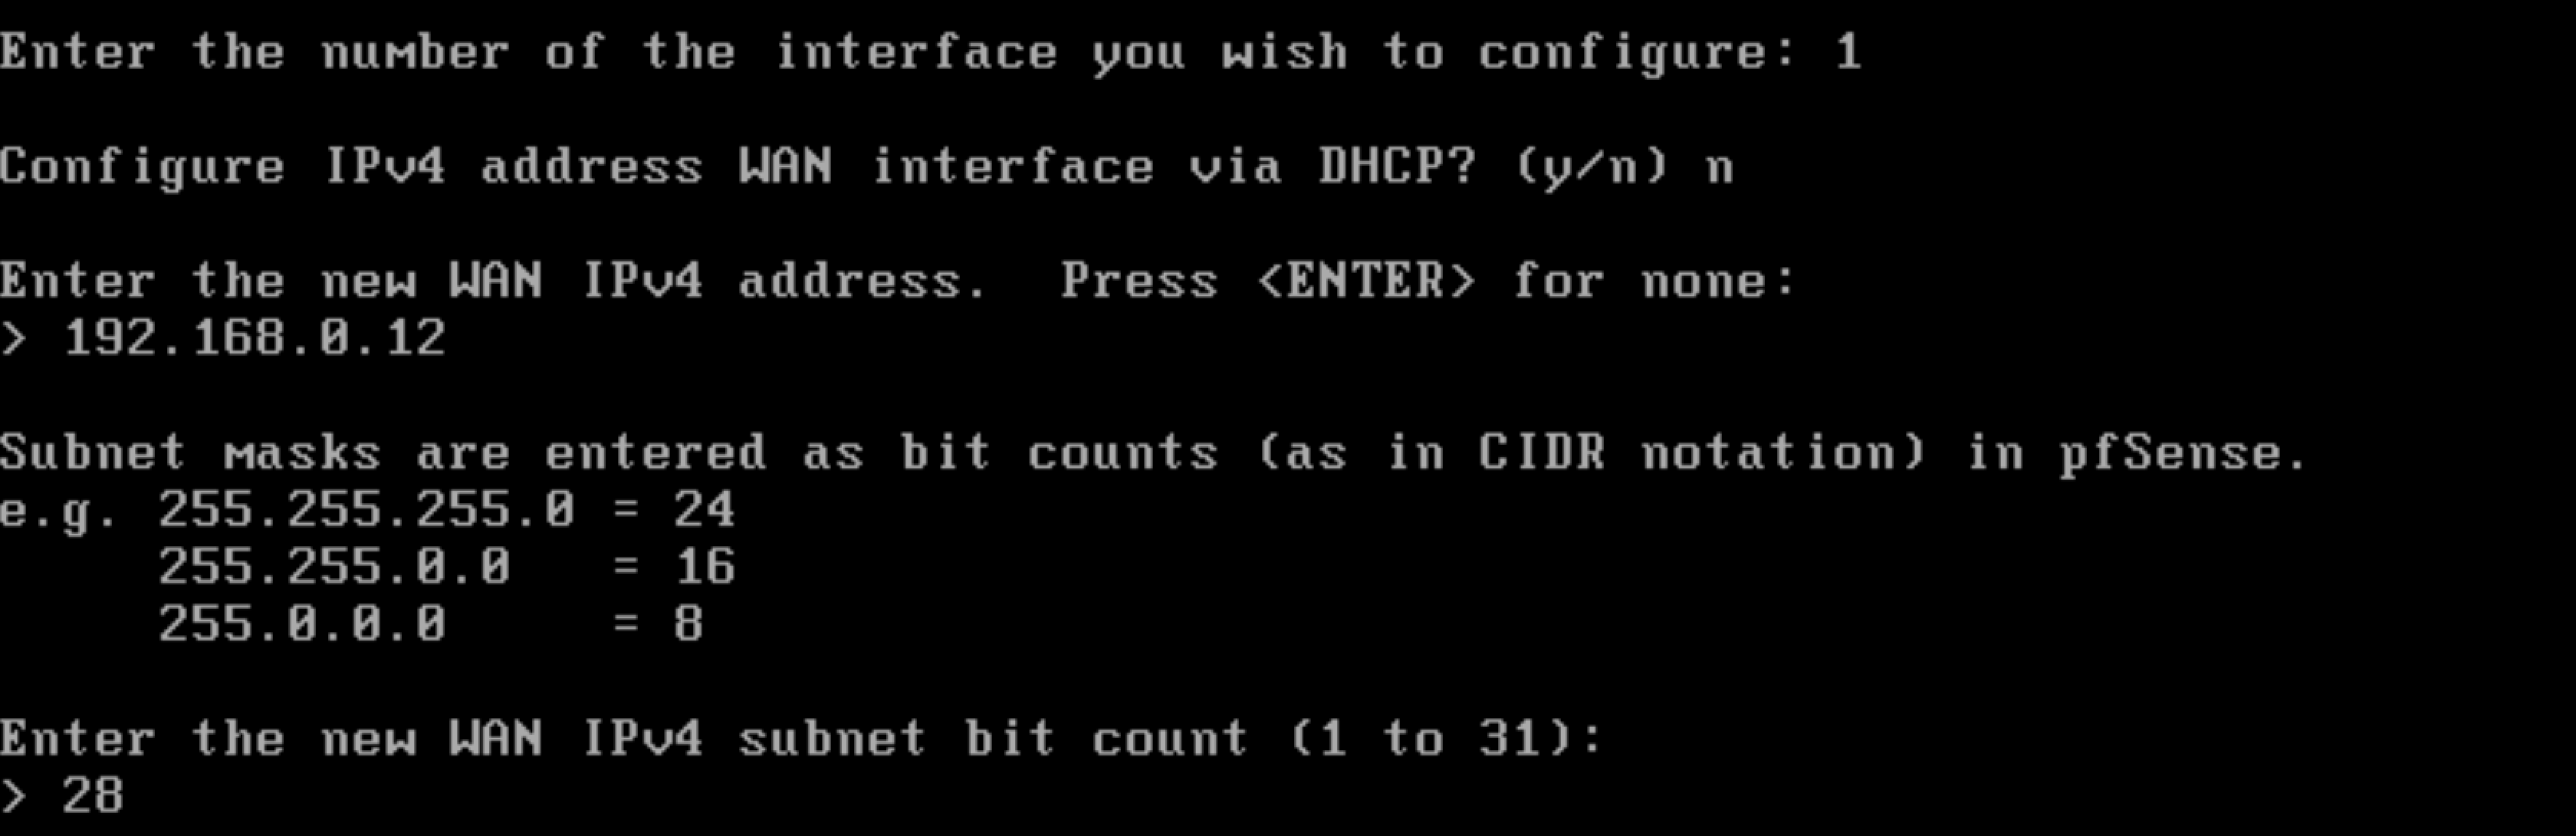 Enter the number of the interface you wish to configure: 1
Configure IPv4 address WAN interface via DHCP? (y/n) n
Enter the new WAN IPv4 address.  Press <ENTER> for none:
> 192.168.0.12
Subnet masks are entered as bit counts (as in CIDR notation) in pfSense.
e.g. 255.255.255.0 = 24
     255.255.0.0   = 16
     255.0.0.0     = 8
Enter the new WAN IPv4 subnet bit count (1 to 31):
> 28